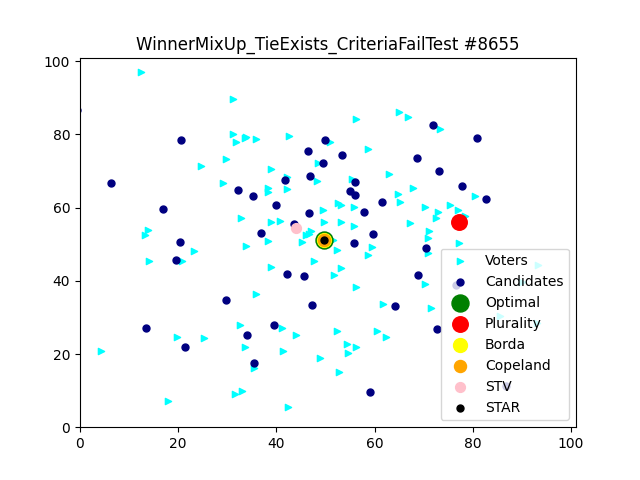 WinnerMixUp_TieExists_CriteriaFailTest #8655
100
80
60
40
20
0
0
20
40
60
80
100
Voters
Candidates
Optimal
Plurality
Borda
Copeland
STV
STAR